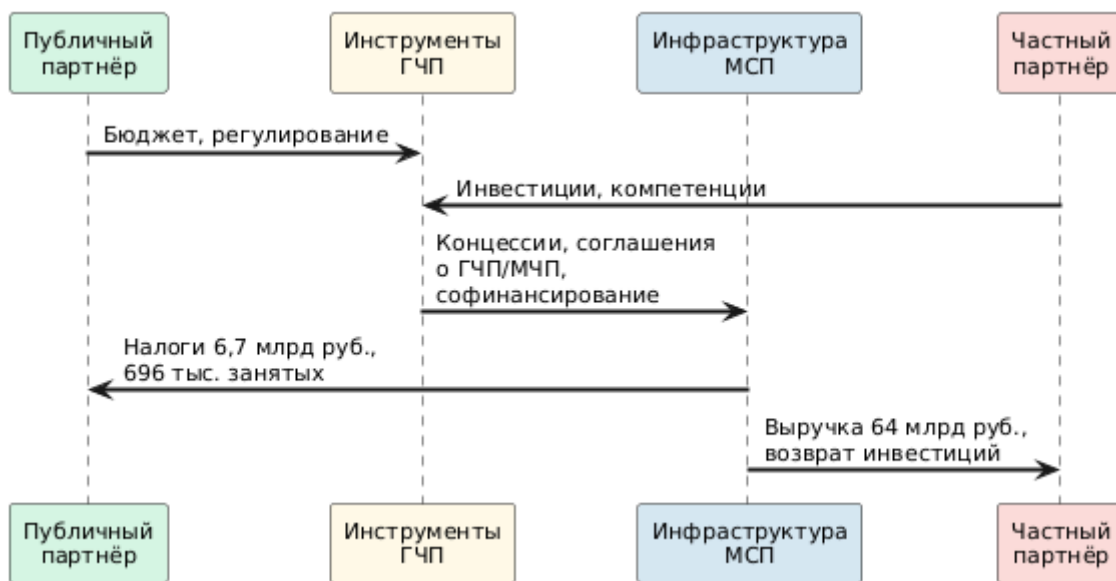 Публичный
партнёр
Инструменты
ГЧП
Инфраструктура
МСП
Частный
партнёр
Бюджет, регулирование
Инвестиции, компетенции
Концессии, соглашения
о ГЧП/МЧП,
софинансирование
Налоги 6,7 млрд руб.,
696 тыс. занятых
Выручка 64 млрд руб.,
возврат инвестиций
Публичный
партнёр
Инструменты
ГЧП
Инфраструктура
МСП
Частный
партнёр